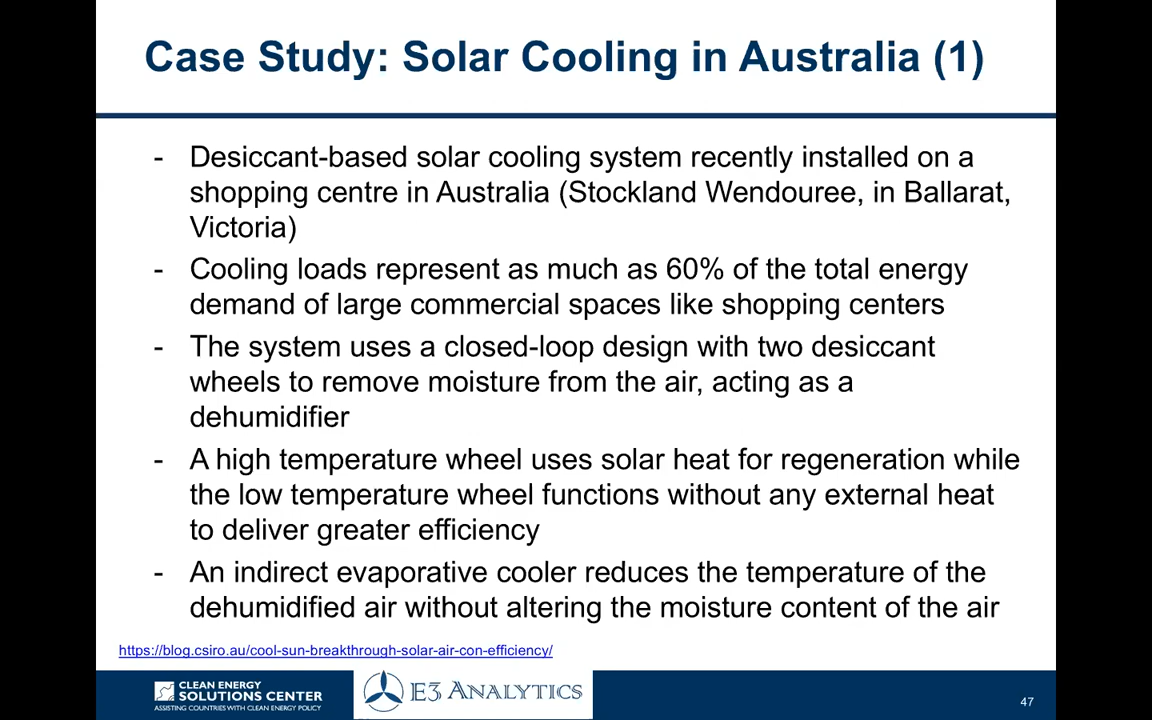 Case Study: Solar Cooling in Australia (1)
- Desiccant-based solar cooling system recently installed on a
shopping centre in Australia (Stockland Wendouree, in Ballarat,
Victoria)
- Cooling loads represent as much as 60% of the total energy
demand of large commercial spaces like shopping centers
- The system uses a closed-loop design with two desiccant
wheels to remove moisture from the air, acting as a
dehumidifier
- A high temperature wheel uses solar heat for regeneration while
the low temperature wheel functions without any external heat
to deliver greater efficiency
- An indirect evaporative cooler reduces the temperature of the
dehumidified air without altering the moisture content of the air
https://blog.csiro.au/cool-sun-breakthrough-solar-air-con-efficiency/
CLEAN ENERGY
SOLUTIONS CENTER
ASSISTING COUNTRIES WITH CLEAN ENERGY POLICY
E3 ANALYTICS
47